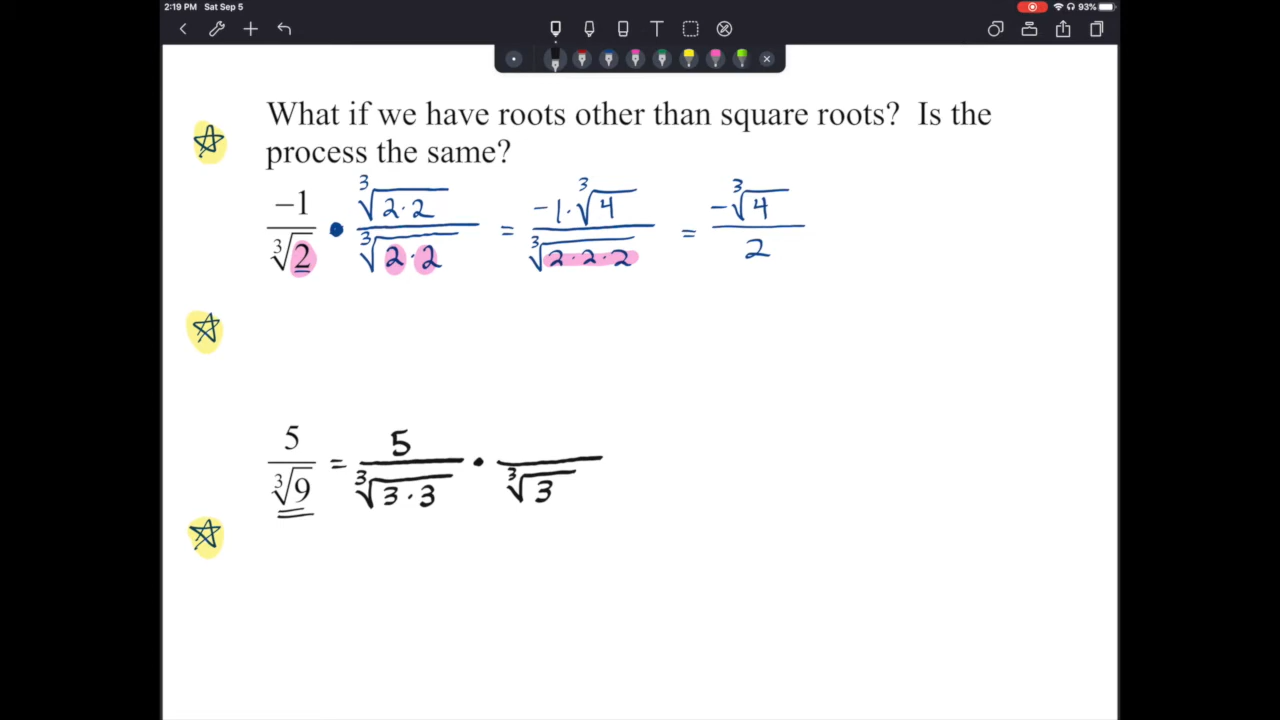 2:19 PM Sat Sep 5 93%
T
What if we have roots other than square roots? Is the
process the same?
−1/∛2 • ∛(2·2)/∛(2·2) = −1·∛4/∛(2·2·2) = −∛4/2
5/∛9 = 5/∛(3·3) • /∛3